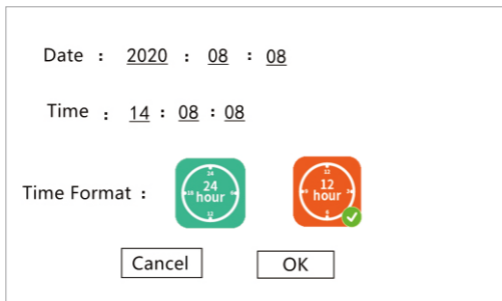 Date : 2020 : 08 : 08
Time : 14 : 08 : 08
Time Format :
24
hour
12
hour
Cancel OK